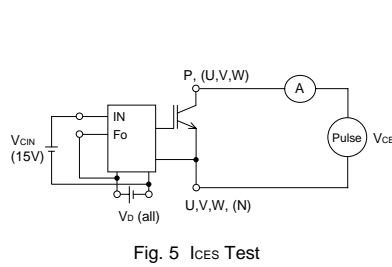 P, (U,V,W)
A
IN
Fo
VCIN
(15V)
Pulse
VCE
U,V,W, (N)
VD (all)
Fig. 5 ICES Test